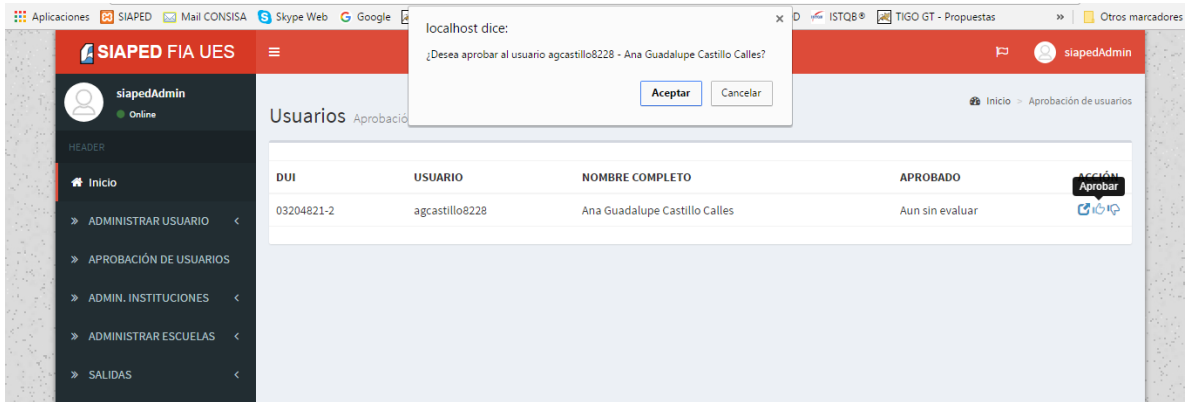 Aplicaciones SIAPED Mail CONSISA Skype Web Google D ISTQB® TIGO GT - Propuestas » Otros marcadores
localhost dice:
¿Desea aprobar al usuario agcastillo8228 - Ana Guadalupe Castillo Calles?
Aceptar Cancelar
SIAPED FIA UES siapedAdmin
siapedAdmin
Online
Usuarios Aprobació Inicio > Aprobación de usuarios
HEADER
Inicio
ADMINISTRAR USUARIO
APROBACIÓN DE USUARIOS
ADMIN. INSTITUCIONES
ADMINISTRAR ESCUELAS
SALIDAS
DUI USUARIO NOMBRE COMPLETO APROBADO ACCIÓN
Aprobar
03204821-2 agcastillo8228 Ana Guadalupe Castillo Calles Aun sin evaluar